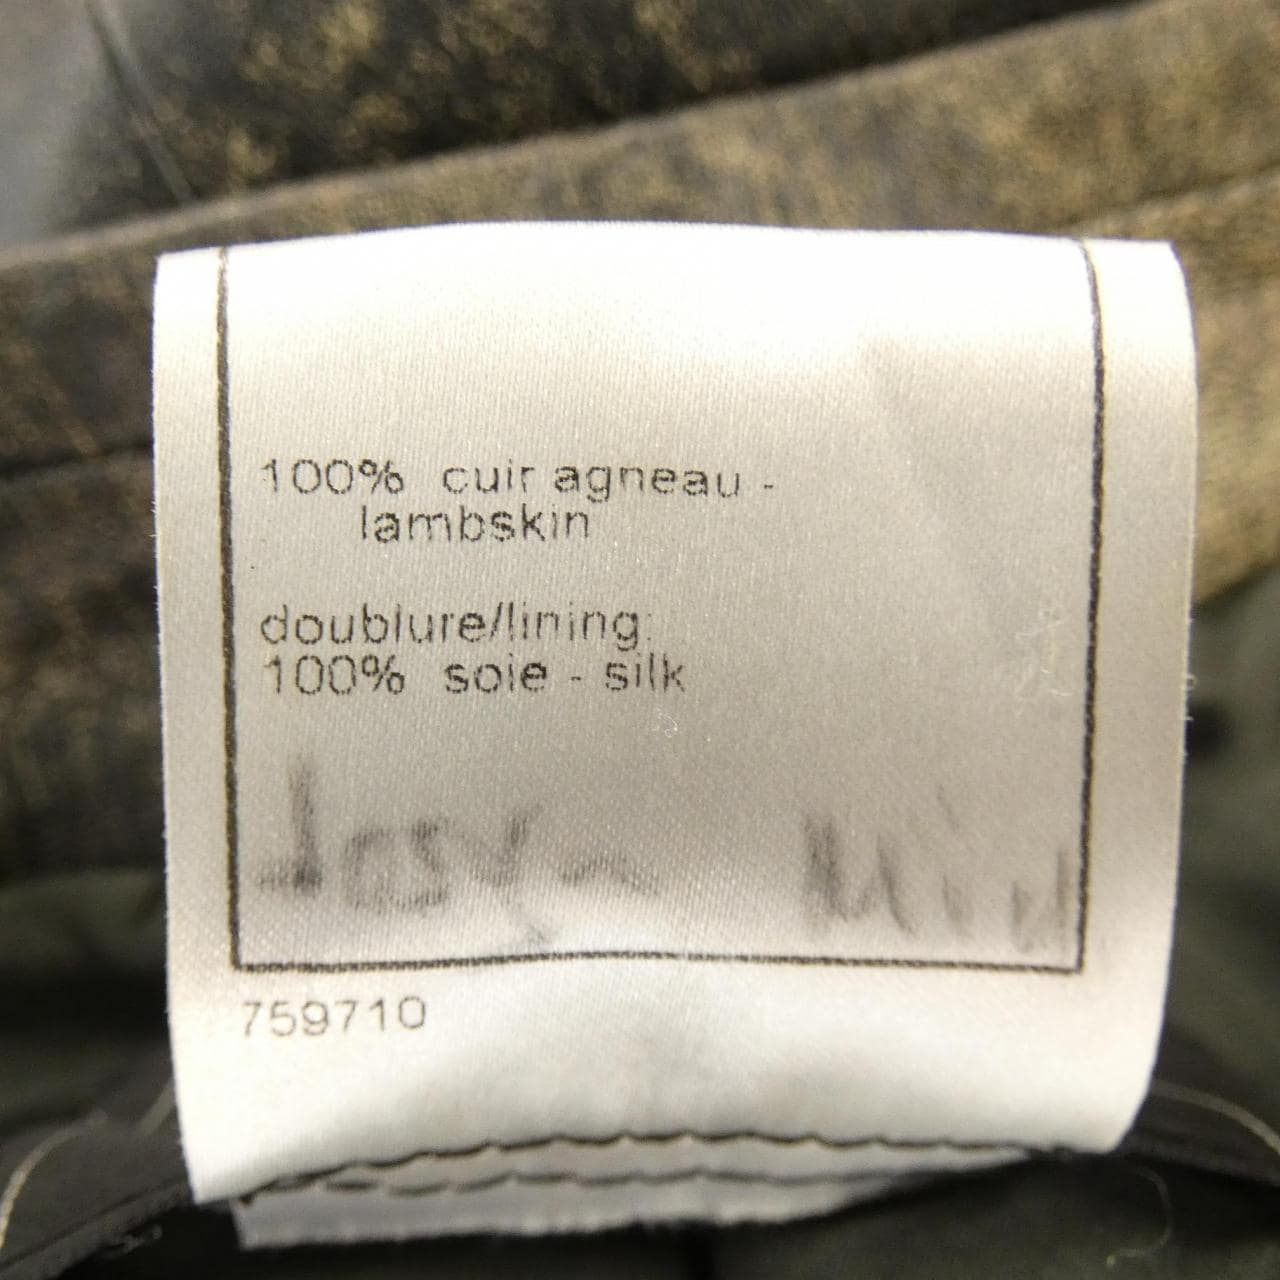 100% cuir agneau -
lambskin
doublure/lining:
100% soie - silk
759710